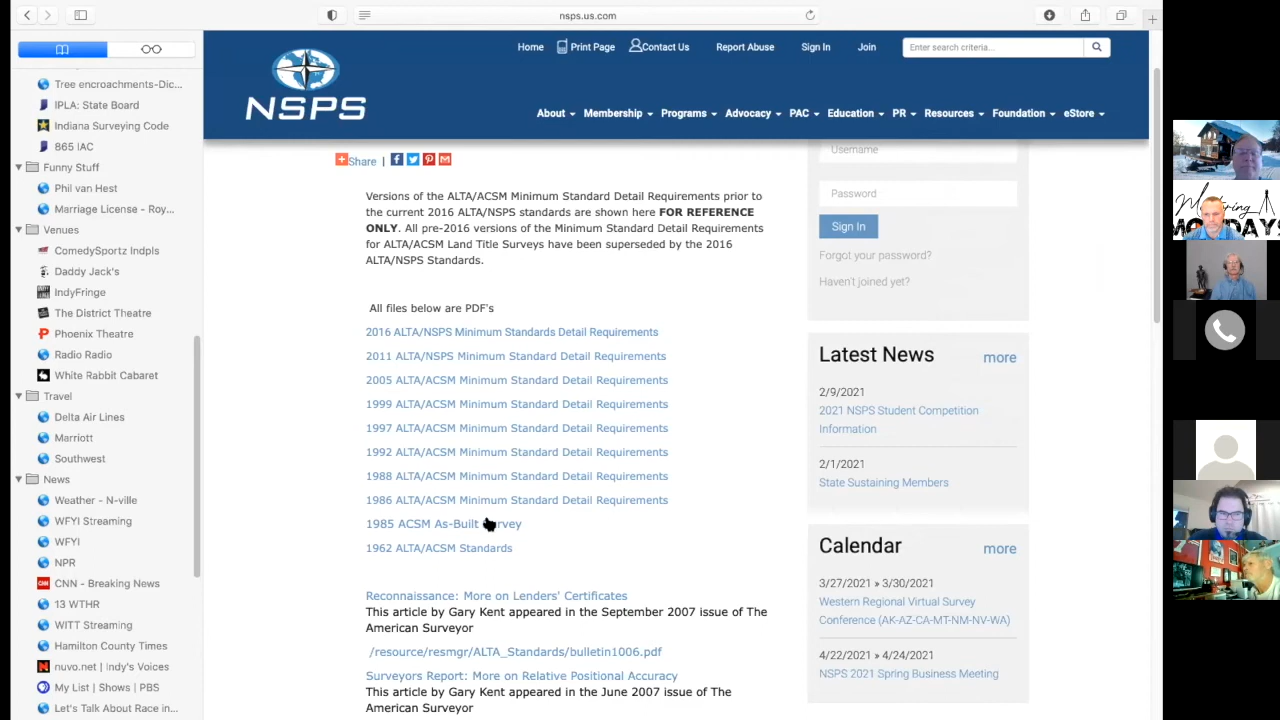 nsps.us.com
Home
Print Page
Contact Us
Report Abuse
Sign In
Join
Enter search criteria...
NSPS
About
Membership
Programs
Advocacy
PAC
Education
PR
Resources
Foundation
eStore
Tree encroachments-Dic...
IPLA: State Board
Indiana Surveying Code
865 IAC
Funny Stuff
Phil van Hest
Marriage License - Roy...
Venues
ComedySportz Indpls
Daddy Jack's
IndyFringe
The District Theatre
Phoenix Theatre
Radio Radio
White Rabbit Cabaret
Travel
Delta Air Lines
Marriott
Southwest
News
Weather - N-ville
WFYI Streaming
WFYI
NPR
CNN - Breaking News
13 WTHR
WITT Streaming
Hamilton County Times
nuvo.net | Indy's Voices
My List | Shows | PBS
Let's Talk About Race in...
Share |
Versions of the ALTA/ACSM Minimum Standard Detail Requirements prior to
the current 2016 ALTA/NSPS standards are shown here FOR REFERENCE
ONLY. All pre-2016 versions of the Minimum Standard Detail Requirements
for ALTA/ACSM Land Title Surveys have been superseded by the 2016
ALTA/NSPS Standards.
All files below are PDF's
2016 ALTA/NSPS Minimum Standards Detail Requirements
2011 ALTA/NSPS Minimum Standard Detail Requirements
2005 ALTA/ACSM Minimum Standard Detail Requirements
1999 ALTA/ACSM Minimum Standard Detail Requirements
1997 ALTA/ACSM Minimum Standard Detail Requirements
1992 ALTA/ACSM Minimum Standard Detail Requirements
1988 ALTA/ACSM Minimum Standard Detail Requirements
1986 ALTA/ACSM Minimum Standard Detail Requirements
1985 ACSM As-Built Survey
1962 ALTA/ACSM Standards
Reconnaissance: More on Lenders' Certificates
This article by Gary Kent appeared in the September 2007 issue of The
American Surveyor
/resource/resmgr/ALTA_Standards/bulletin1006.pdf
Surveyors Report: More on Relative Positional Accuracy
This article by Gary Kent appeared in the June 2007 issue of The
American Surveyor
Username
Password
Sign In
Forgot your password?
Haven't joined yet?
Latest News
more
2/9/2021
2021 NSPS Student Competition
Information
2/1/2021
State Sustaining Members
Calendar
more
3/27/2021 » 3/30/2021
Western Regional Virtual Survey
Conference (AK-AZ-CA-MT-NM-NV-WA)
4/22/2021 » 4/24/2021
NSPS 2021 Spring Business Meeting